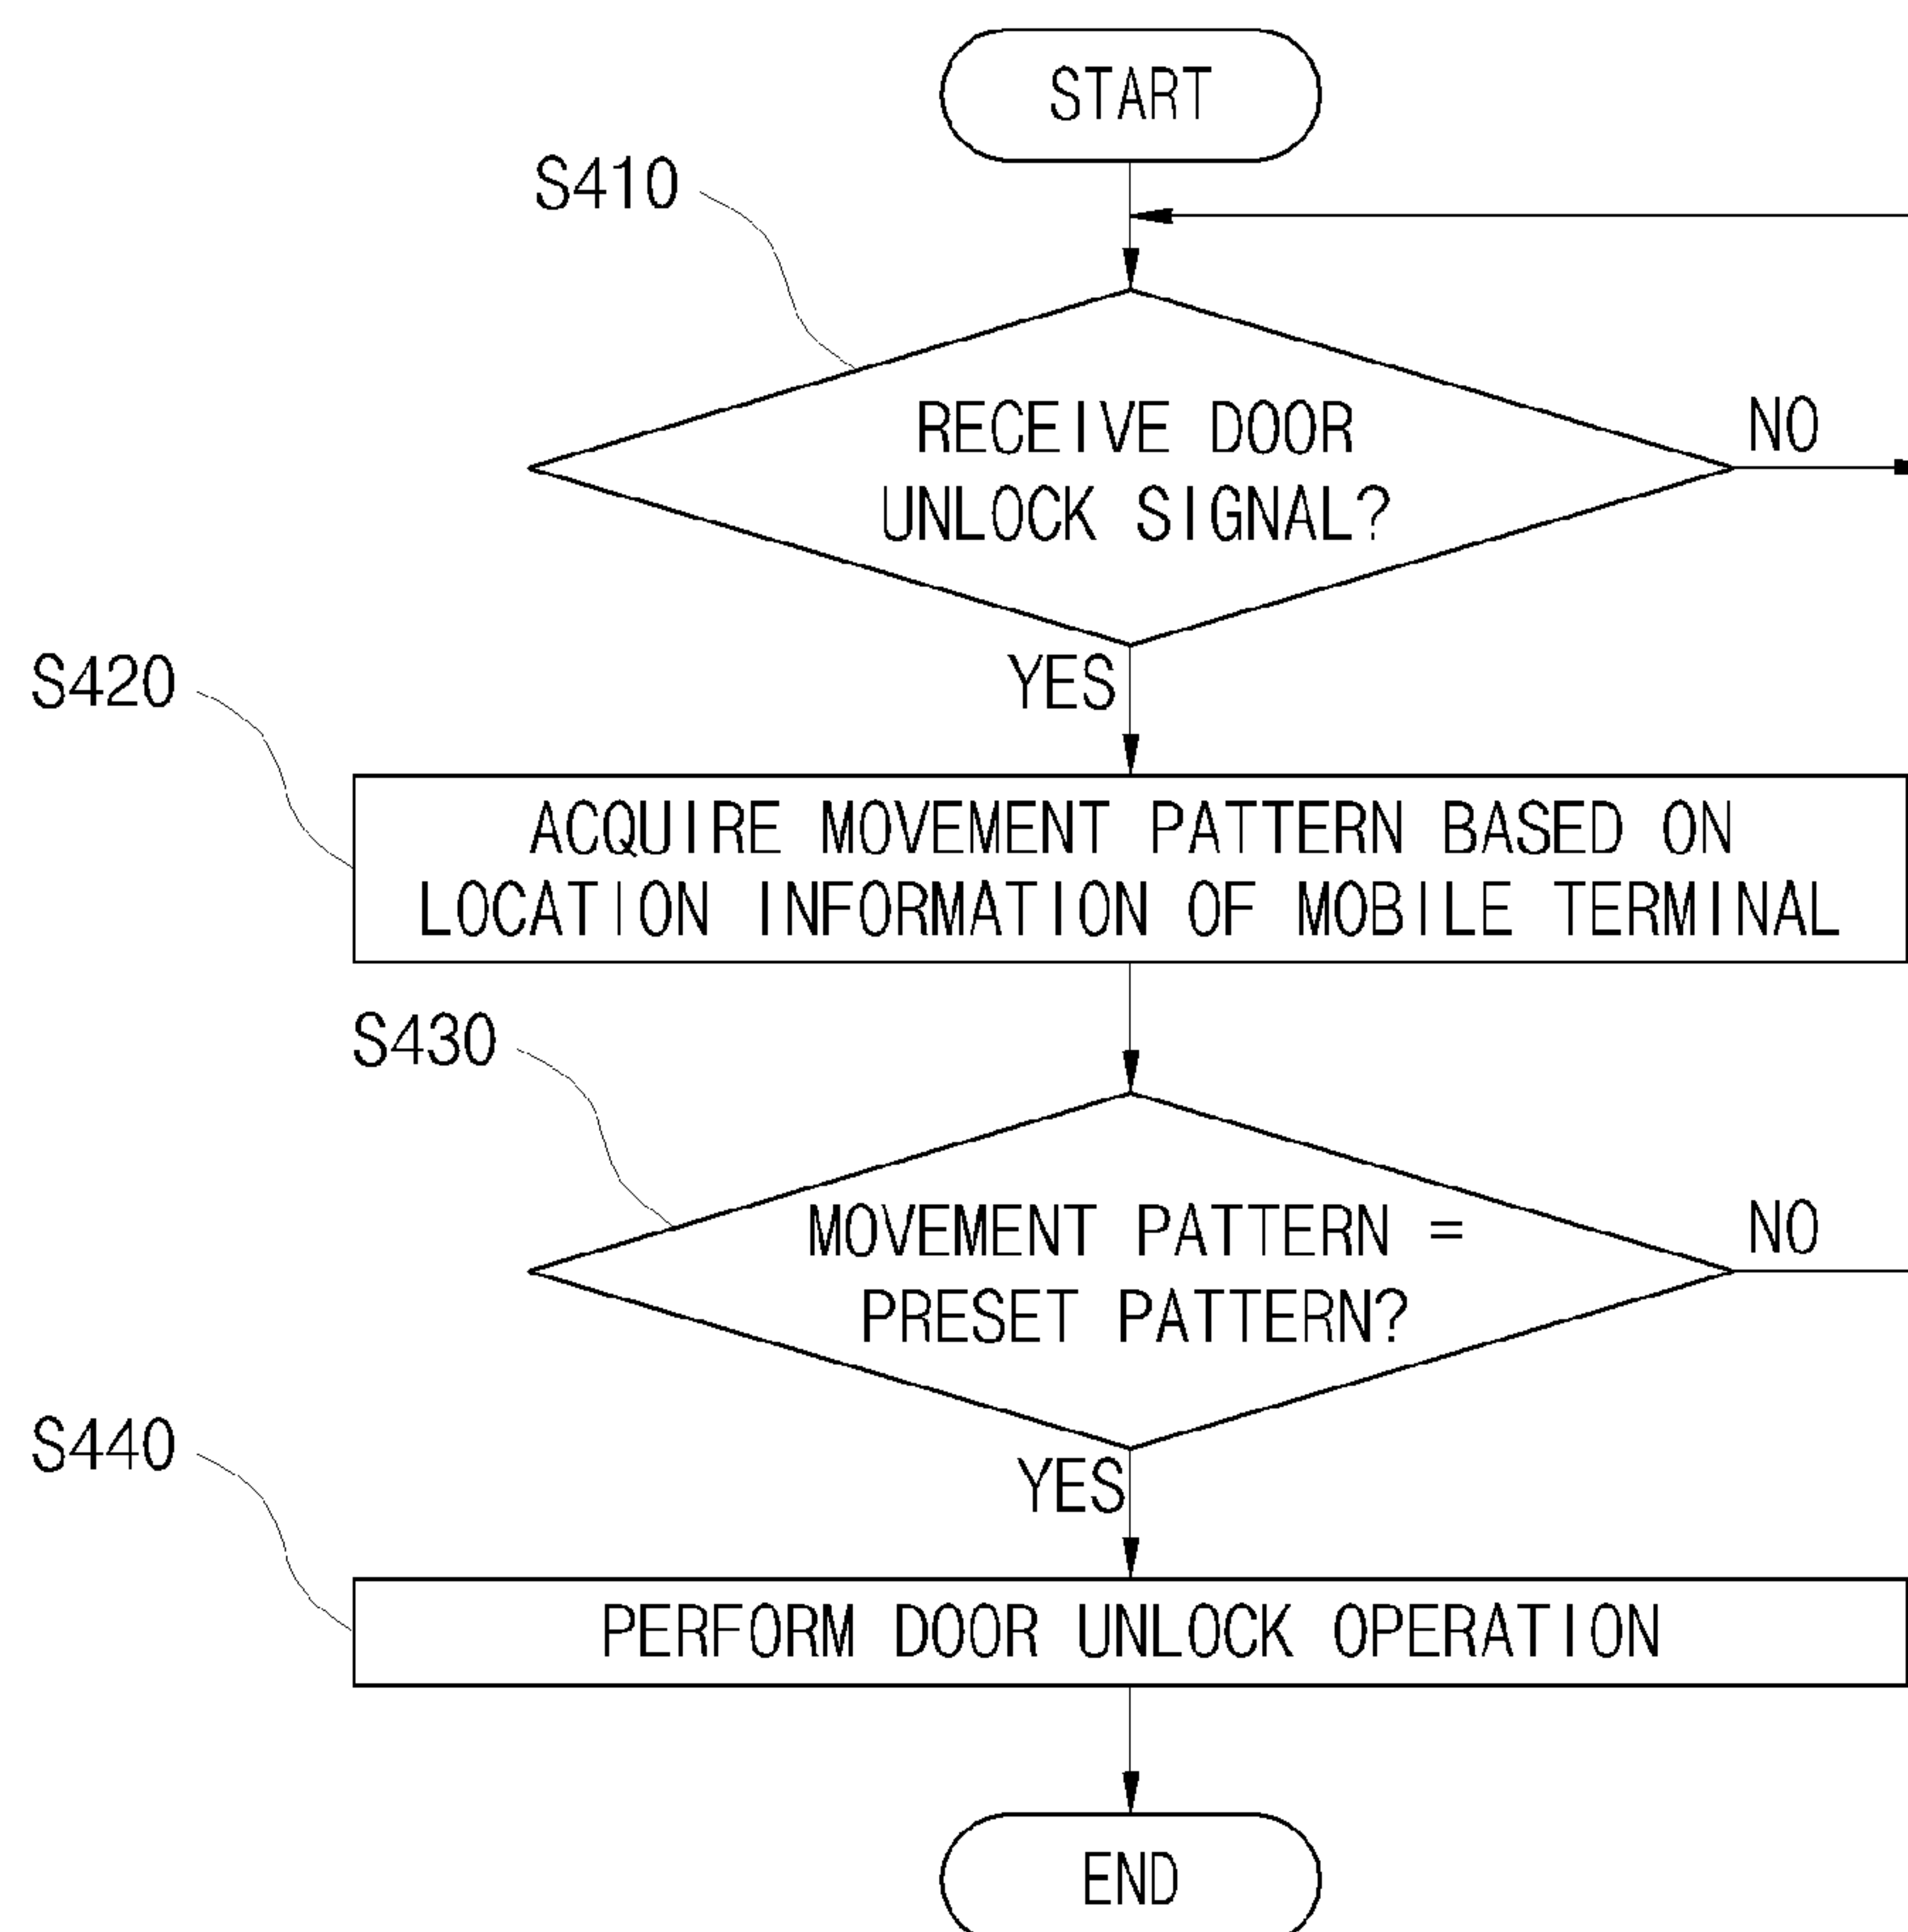 START
S410
RECEIVE DOOR
UNLOCK SIGNAL?
NO
YES
S420
ACQUIRE MOVEMENT PATTERN BASED ON
LOCATION INFORMATION OF MOBILE TERMINAL
S430
MOVEMENT PATTERN =
PRESET PATTERN?
NO
YES
S440
PERFORM DOOR UNLOCK OPERATION
END